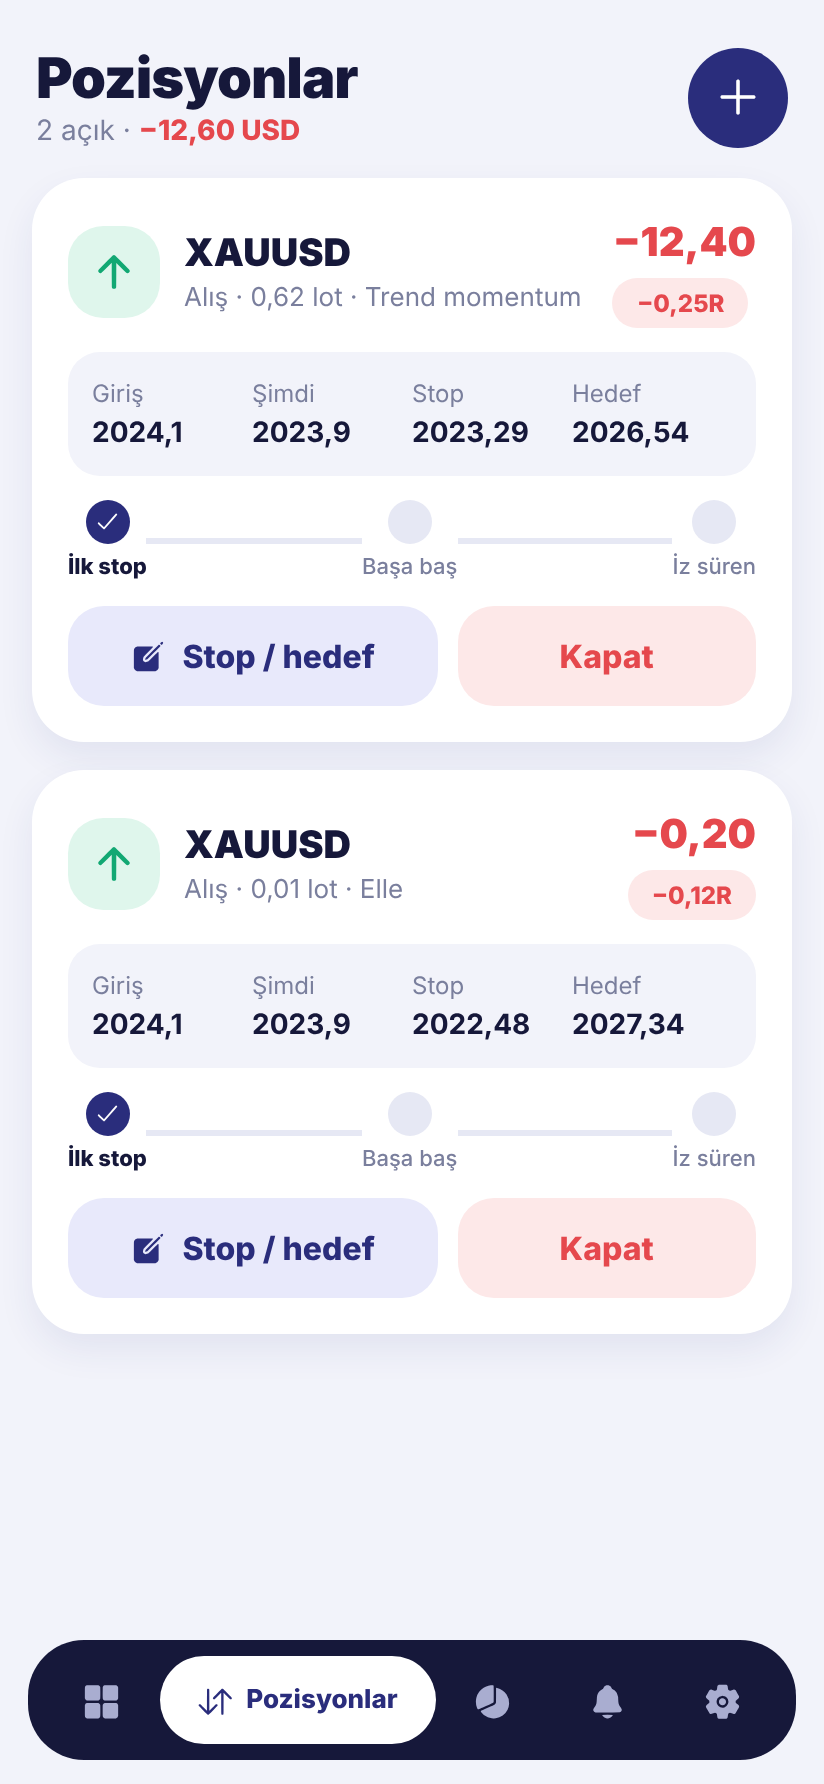 Pozisyonlar
2 açık · −12,60 USD
XAUUSD
−12,40
Alış · 0,62 lot · Trend momentum
−0,25R
Giriş Şimdi Stop Hedef
2024,1 2023,9 2023,29 2026,54
İlk stop Başa baş İz süren
Stop / hedef Kapat
XAUUSD
−0,20
Alış · 0,01 lot · Elle
−0,12R
Giriş Şimdi Stop Hedef
2024,1 2023,9 2022,48 2027,34
İlk stop Başa baş İz süren
Stop / hedef Kapat
Pozisyonlar